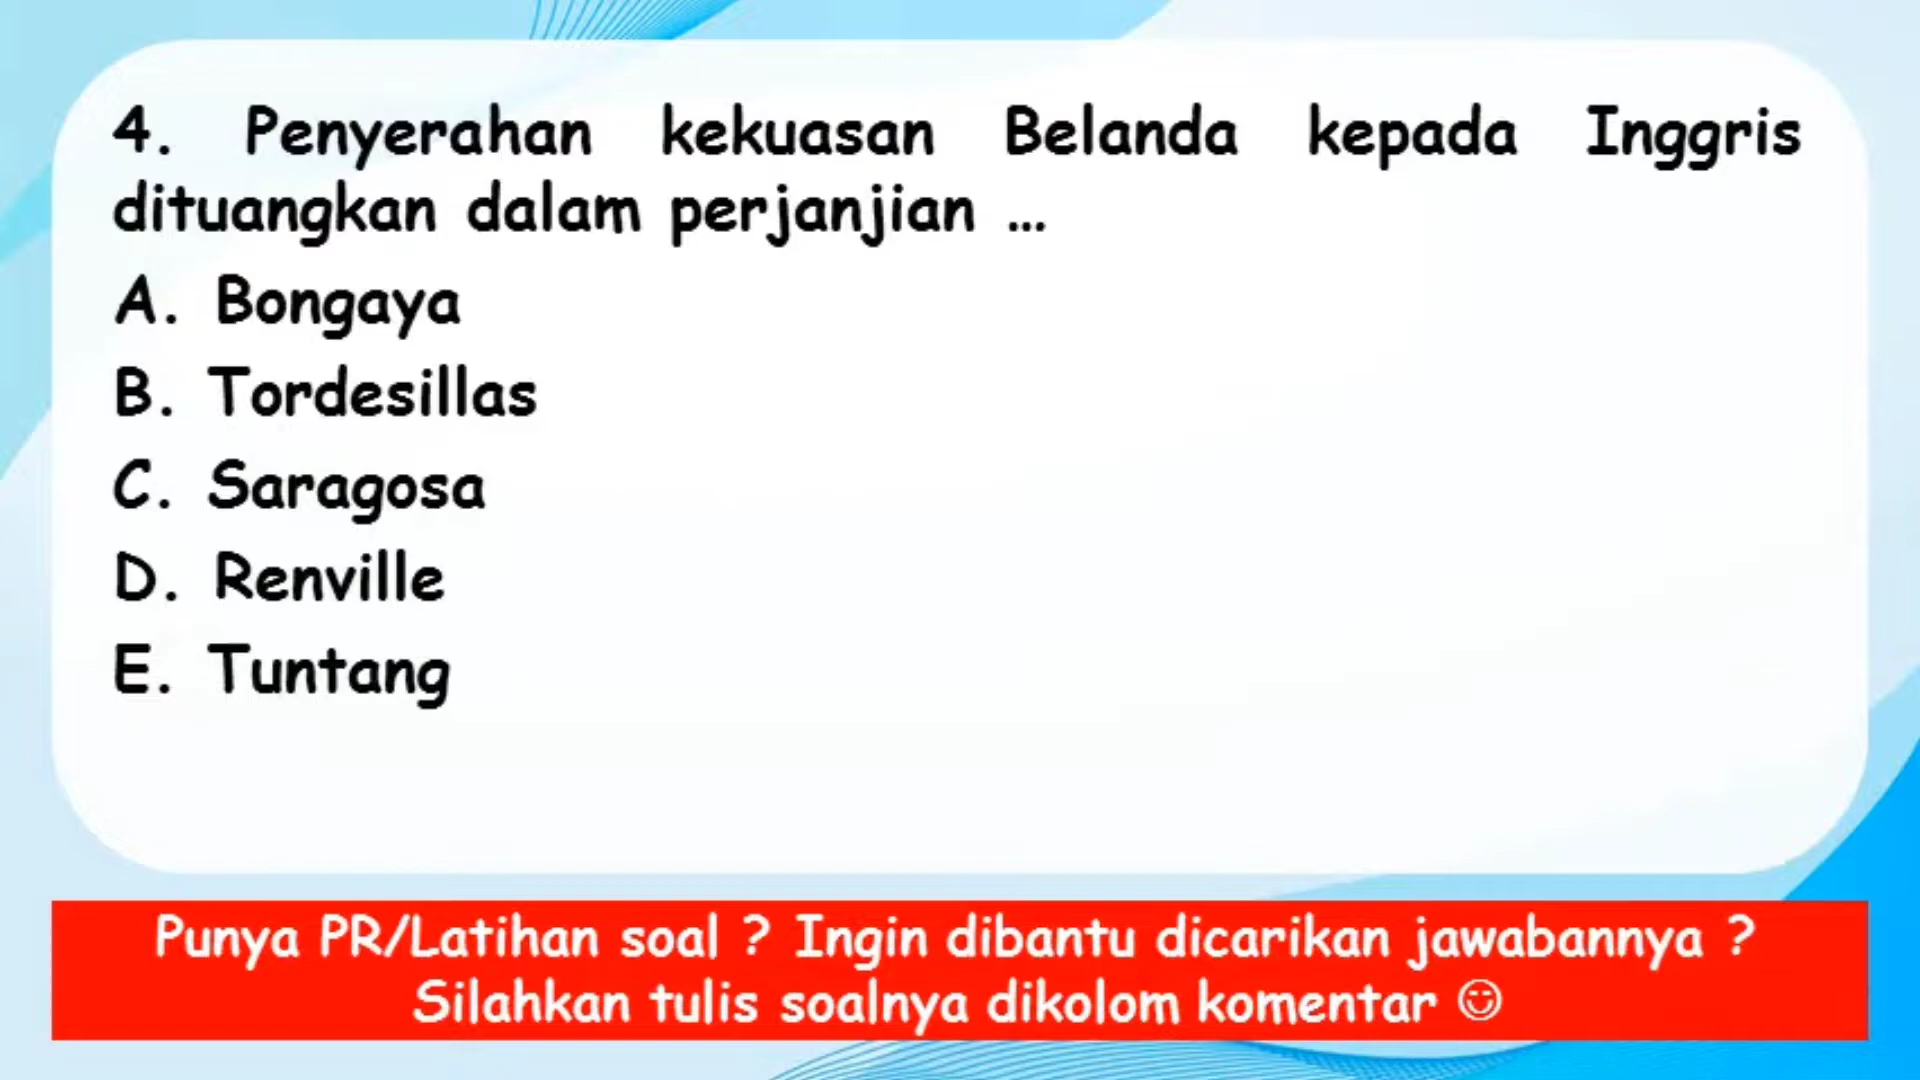 4. Penyerahan kekuasan Belanda kepada Inggris
dituangkan dalam perjanjian ...
A. Bongaya
B. Tordesillas
C. Saragosa
D. Renville
E. Tuntang
Punya PR/Latihan soal ? Ingin dibantu dicarikan jawabannya ?
Silahkan tulis soalnya dikolom komentar ☺